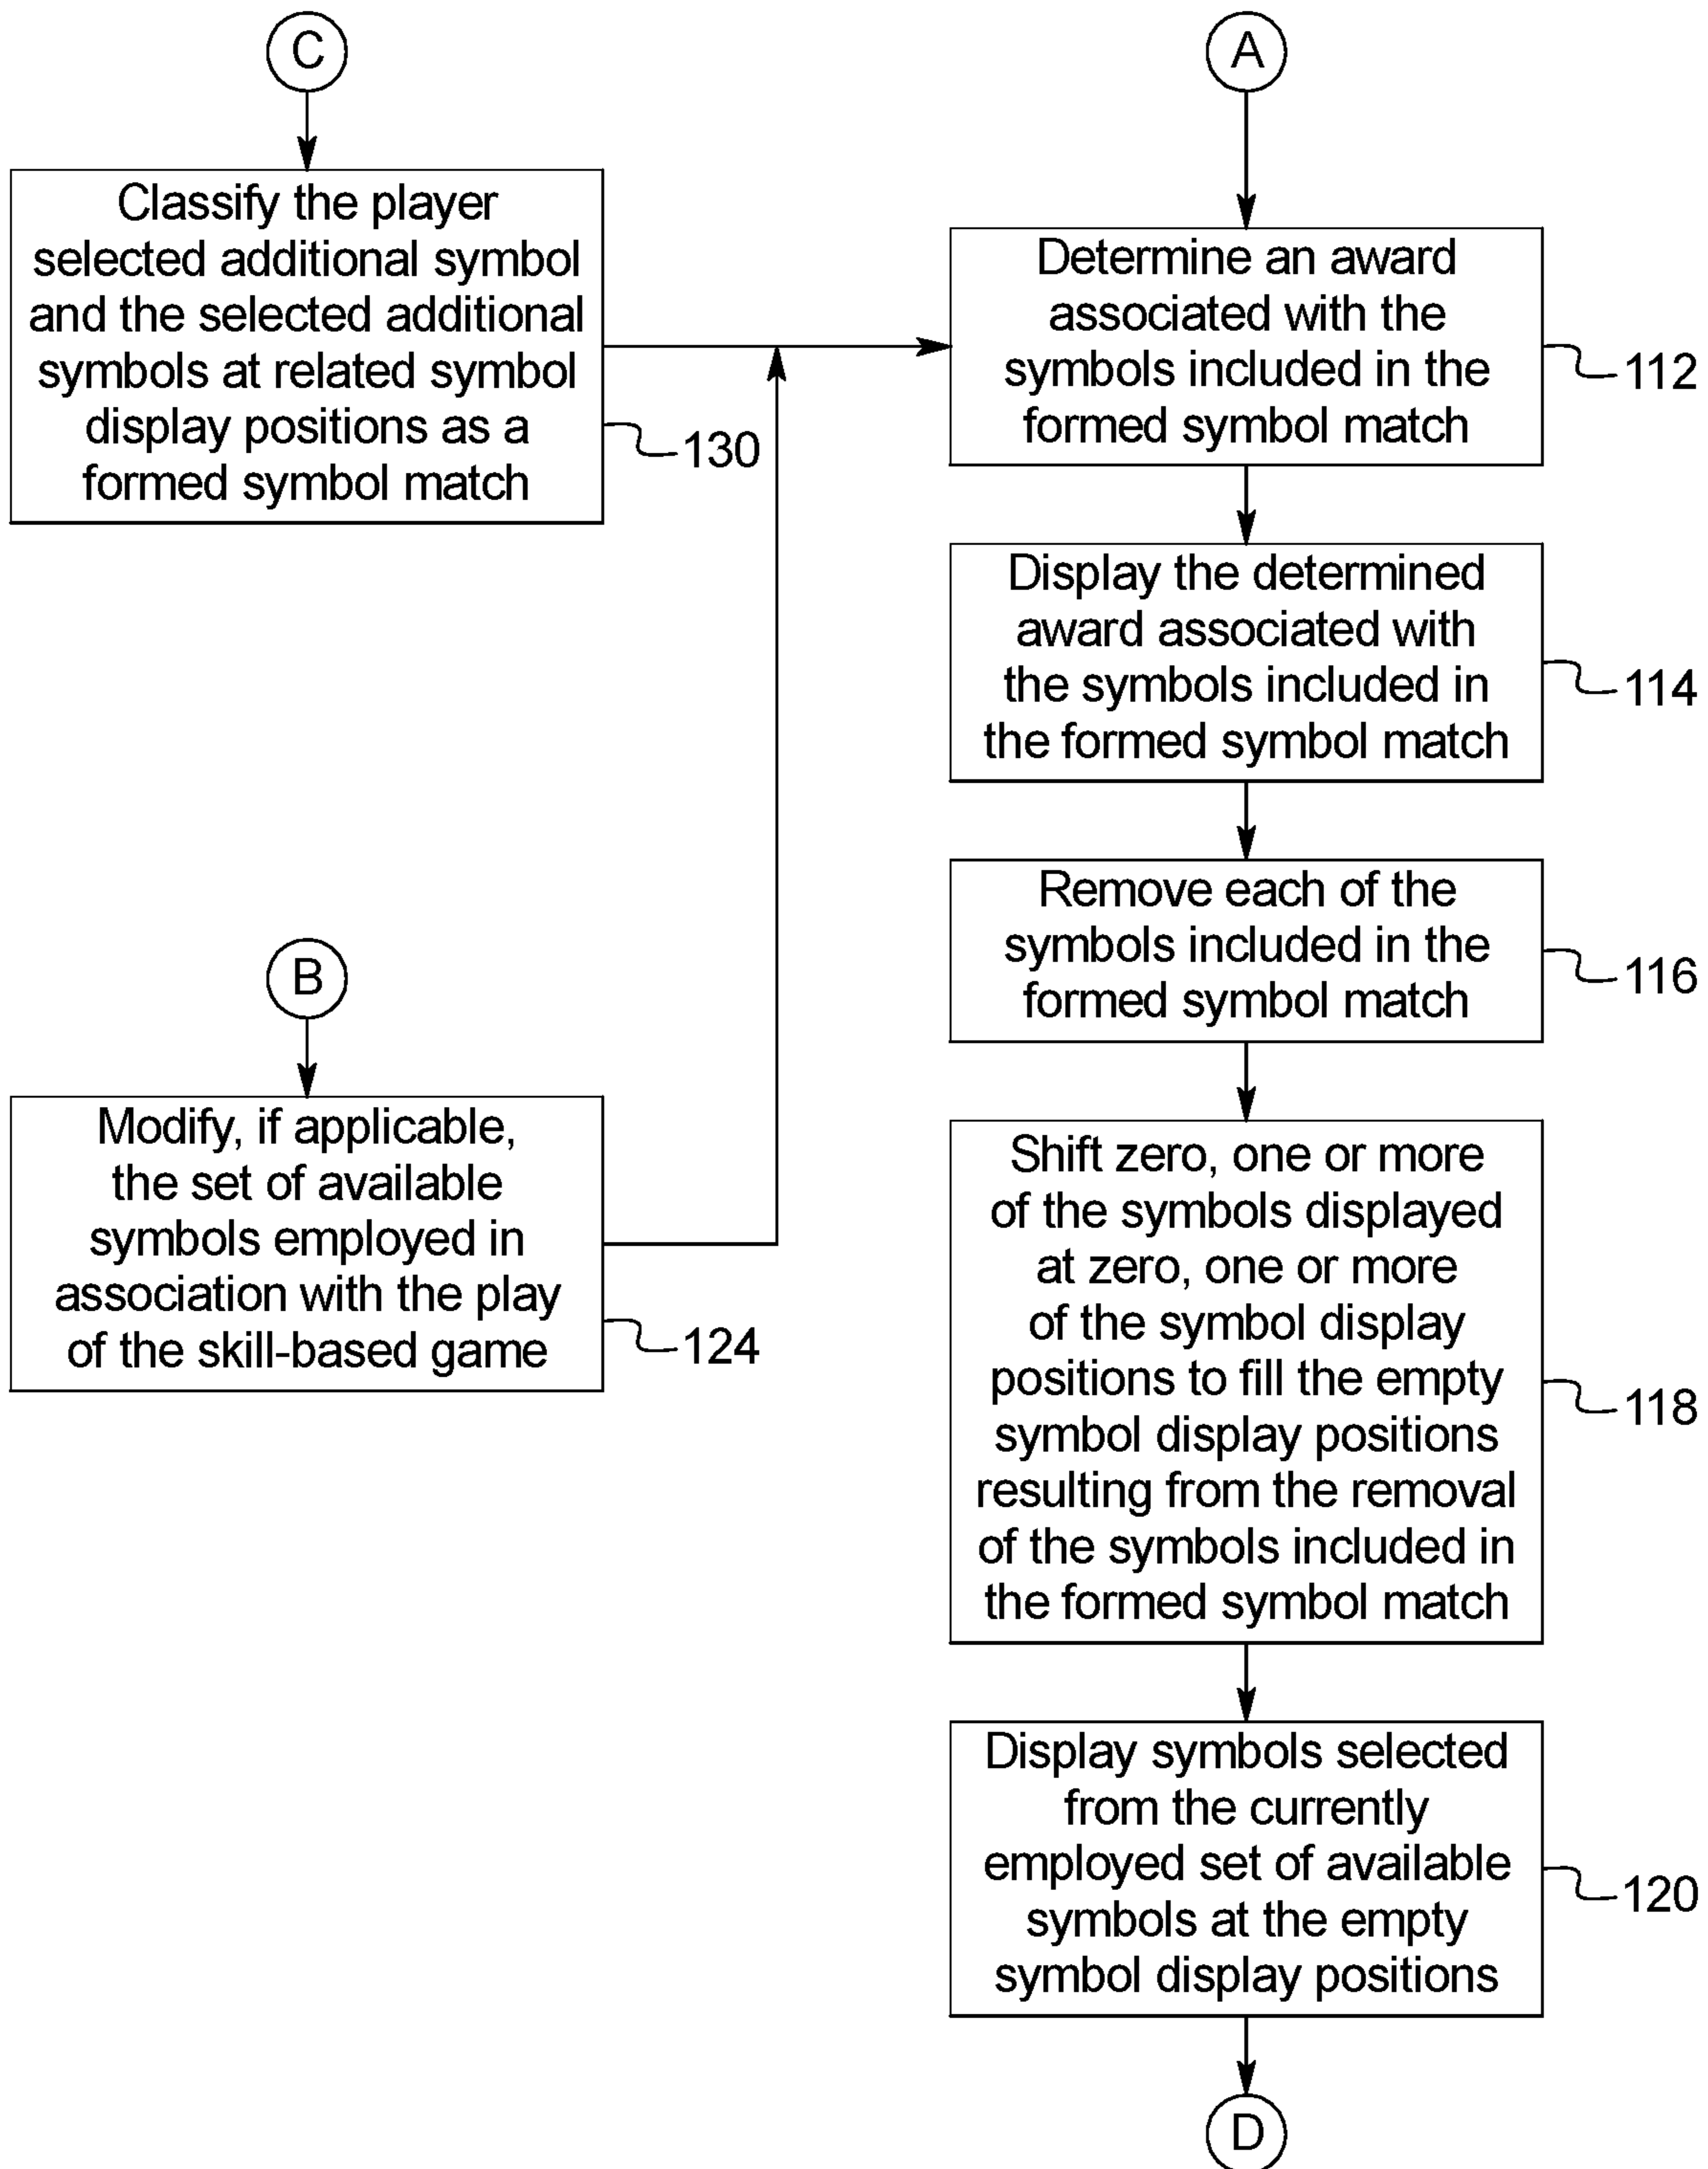 C
Classify the player
selected additional symbol
and the selected additional
symbols at related symbol
display positions as a
formed symbol match
130
B
Modify, if applicable,
the set of available
symbols employed in
association with the play
of the skill-based game
124
A
Determine an award
associated with the
symbols included in the
formed symbol match
112
Display the determined
award associated with
the symbols included in
the formed symbol match
114
Remove each of the
symbols included in the
formed symbol match
116
Shift zero, one or more
of the symbols displayed
at zero, one or more
of the symbol display
positions to fill the empty
symbol display positions
resulting from the removal
of the symbols included in
the formed symbol match
118
Display symbols selected
from the currently
employed set of available
symbols at the empty
symbol display positions
120
D